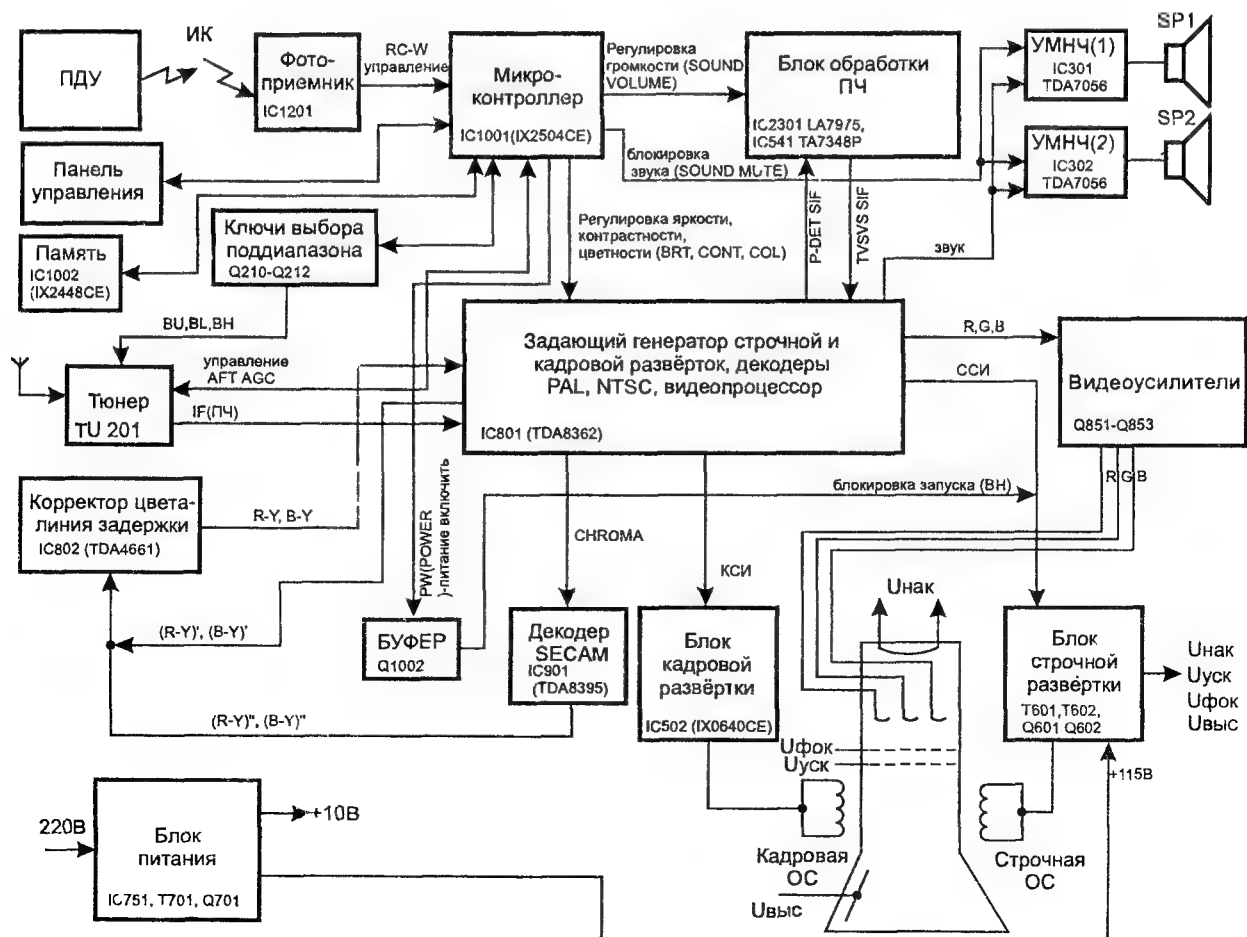 ПДУ
ИК
Фото-
приемник
IC1201
RC-W
управление
Микро-
контроллер
IC1001(IX2504CE)
Регулировка
громкости (SOUND
VOLUME)
Блок обработки
ПЧ
IC2301 LA7975,
IC541 TA7348P
УМНЧ(1)
IC301
TDA7056
SP1
УМНЧ(2)
IC302
TDA7056
SP2
блокировка
звука (SOUND MUTE)
Панель
управления
Память
IC1002
(IX2448CE)
Ключи выбора
поддиапазона
Q210-Q212
Регулировка яркости,
контрастности,
цветности (BRT, CONT, COL)
P-DET SIF
TVSVS SIF
звук
BU,BL,BH
управление
AFT AGC
Тюнер
TU 201
IF(ПЧ)
Задающий генератор строчной и
кадровой развёрток, декодеры
PAL, NTSC, видеопроцессор
IC801 (TDA8362)
R,G,B
ССИ
Видеоусилители
Q851-Q853
R G B
Корректор цвета-
линия задержки
IC802 (TDA4661)
R-Y, B-Y
PW(POWER
)-питание включить
блокировка запуска (BH)
CHROMA
КСИ
(R-Y)', (B-Y)'
БУФЕР
Q1002
Декодер
SECAM
IC901
(TDA8395)
Блок
кадровой
развёртки
IC502 (IX0640CE)
Uнак
Блок
строчной
развёртки
T601,T602,
Q601 Q602
Uнак
Uуск
Uфок
Uвыс
(R-Y)", (B-Y)"
Uфок
Uуск
+115В
220В
Блок
питания
IC751, T701, Q701
+10В
Кадровая
ОС
Строчная
ОС
Uвыс